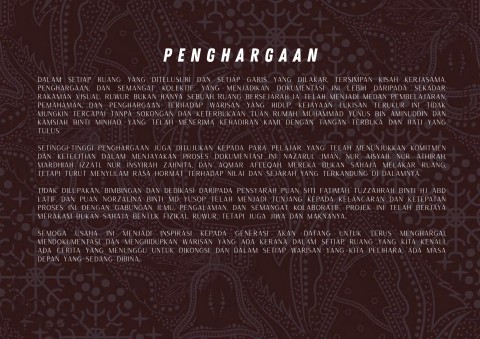 PENGHARGAAN
DALAM SETIAP RUANG YANG DITELUSURI DAN SETIAP GARIS YANG DILAKAR, TERSIMPAN KISAH KERJASAMA,
PENGHARGAAN, DAN SEMANGAT KOLEKTIF YANG MENJADIKAN DOKUMENTASI INI LEBIH DARIPADA SEKADAR
RAKAMAN VISUAL. RUWUR BUKAN HANYA SEBUAH RUANG BERSEJARAH IA TELAH MENJADI MEDAN PEMBELAJARAN,
PEMAHAMAN, DAN PENGHARGAAN TERHADAP WARISAN YANG HIDUP. KEJAYAAN LUKISAN TERUKUR INI TIDAK
MUNGKIN TERCAPAI TANPA SOKONGAN DAN KETERBUKAAN TUAN RUMAH MUHAMMAD YUNUS BIN AMINUDDIN DAN
KAMSIAH BINTI MINHAD, YANG TELAH MENERIMA KEHADIRAN KAMI DENGAN TANGAN TERBUKA DAN HATI YANG
TULUS.
SETINGGI-TINGGI PENGHARGAAN JUGA DITUJUKAN KEPADA PARA PELAJAR YANG TELAH MENUNJUKKAN KOMITMEN
DAN KETELITIAN DALAM MENJAYAKAN PROSES DOKUMENTASI INI NAZARUL IMAN, NUR AISYAH, NUR ATHIRAH,
MARDHIAH IZZATI, NUR INSYIRAH ZAHNITA, DAN AQMAR AFEEQAH. MEREKA BUKAN SAHAJA MELAKAR RUANG,
TETAPI TURUT MENYULAM RASA HORMAT TERHADAP NILAI DAN SEJARAH YANG TERKANDUNG DI DALAMNYA.
TIDAK DILUPAKAN, BIMBINGAN DAN DEDIKASI DARIPADA PENSYARAH PUAN SITI FATIMAH TUZZAHRAH BINTI HJ. ABD
LATIF, DAN PUAN NORZALINA BINTI MD YUSOP TELAH MENJADI TUNJANG KEPADA KELANCARAN DAN KETEPATAN
PROSES INI. DENGAN GABUNGAN ILMU, PENGALAMAN, DAN SEMANGAT KOLABORATIF, PROJEK INI TELAH BERJAYA
MERAKAM BUKAN SAHAJA BENTUK FIZIKAL RUWUR, TETAPI JUGA JIWA DAN MAKNANYA.
SEMOGA USAHA INI MENJADI INSPIRASI KEPADA GENERASI AKAN DATANG UNTUK TERUS MENGHARGAI,
MENDOKUMENTASI DAN MENGHIDUPKAN WARISAN YANG ADA KERANA DALAM SETIAP RUANG YANG KITA KENALI,
ADA CERITA YANG MENUNGGU UNTUK DIKONGSI DAN DALAM SETIAP WARISAN YANG KITA PELIHARA, ADA MASA
DEPAN YANG SEDANG DIBINA.